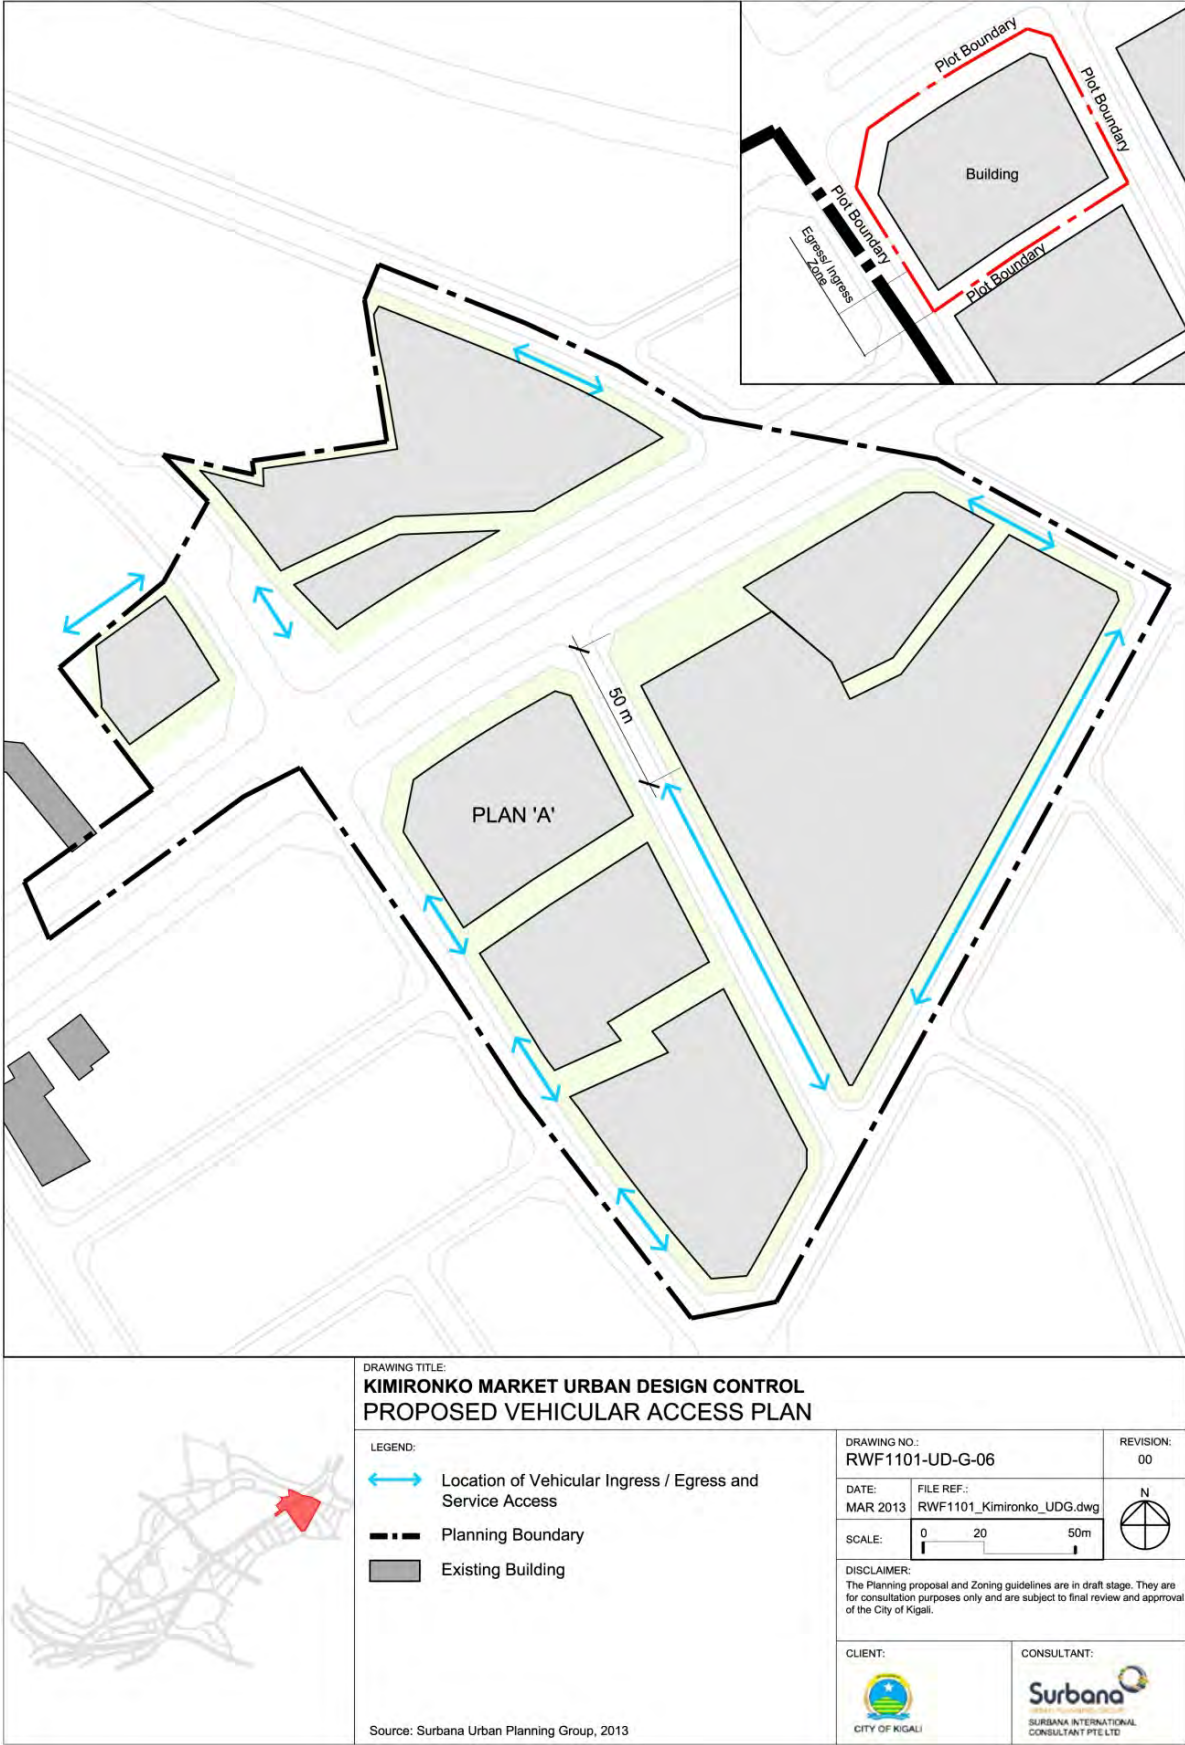 Plot Boundary
Plot Boundary
Building
Plot Boundary
Egress/ Ingress
Zone
Plot Boundary
50 m
PLAN 'A'
DRAWING TITLE:
KIMIRONKO MARKET URBAN DESIGN CONTROL
PROPOSED VEHICULAR ACCESS PLAN
LEGEND:
Location of Vehicular Ingress / Egress and
Service Access
Planning Boundary
Existing Building
Source: Surbana Urban Planning Group, 2013
DRAWING NO.:
RWF1101-UD-G-06
REVISION:
00
DATE:
MAR 2013
FILE REF.:
RWF1101_Kimironko_UDG.dwg
N
SCALE:
0 20 50m
DISCLAIMER:
The Planning proposal and Zoning guidelines are in draft stage. They are
for consultation purposes only and are subject to final review and apprroval
of the City of Kigali.
CLIENT:
CITY OF KIGALI
CONSULTANT:
Surbana
URBAN PLANNING GROUP
SURBANA INTERNATIONAL
CONSULTANT PTE LTD